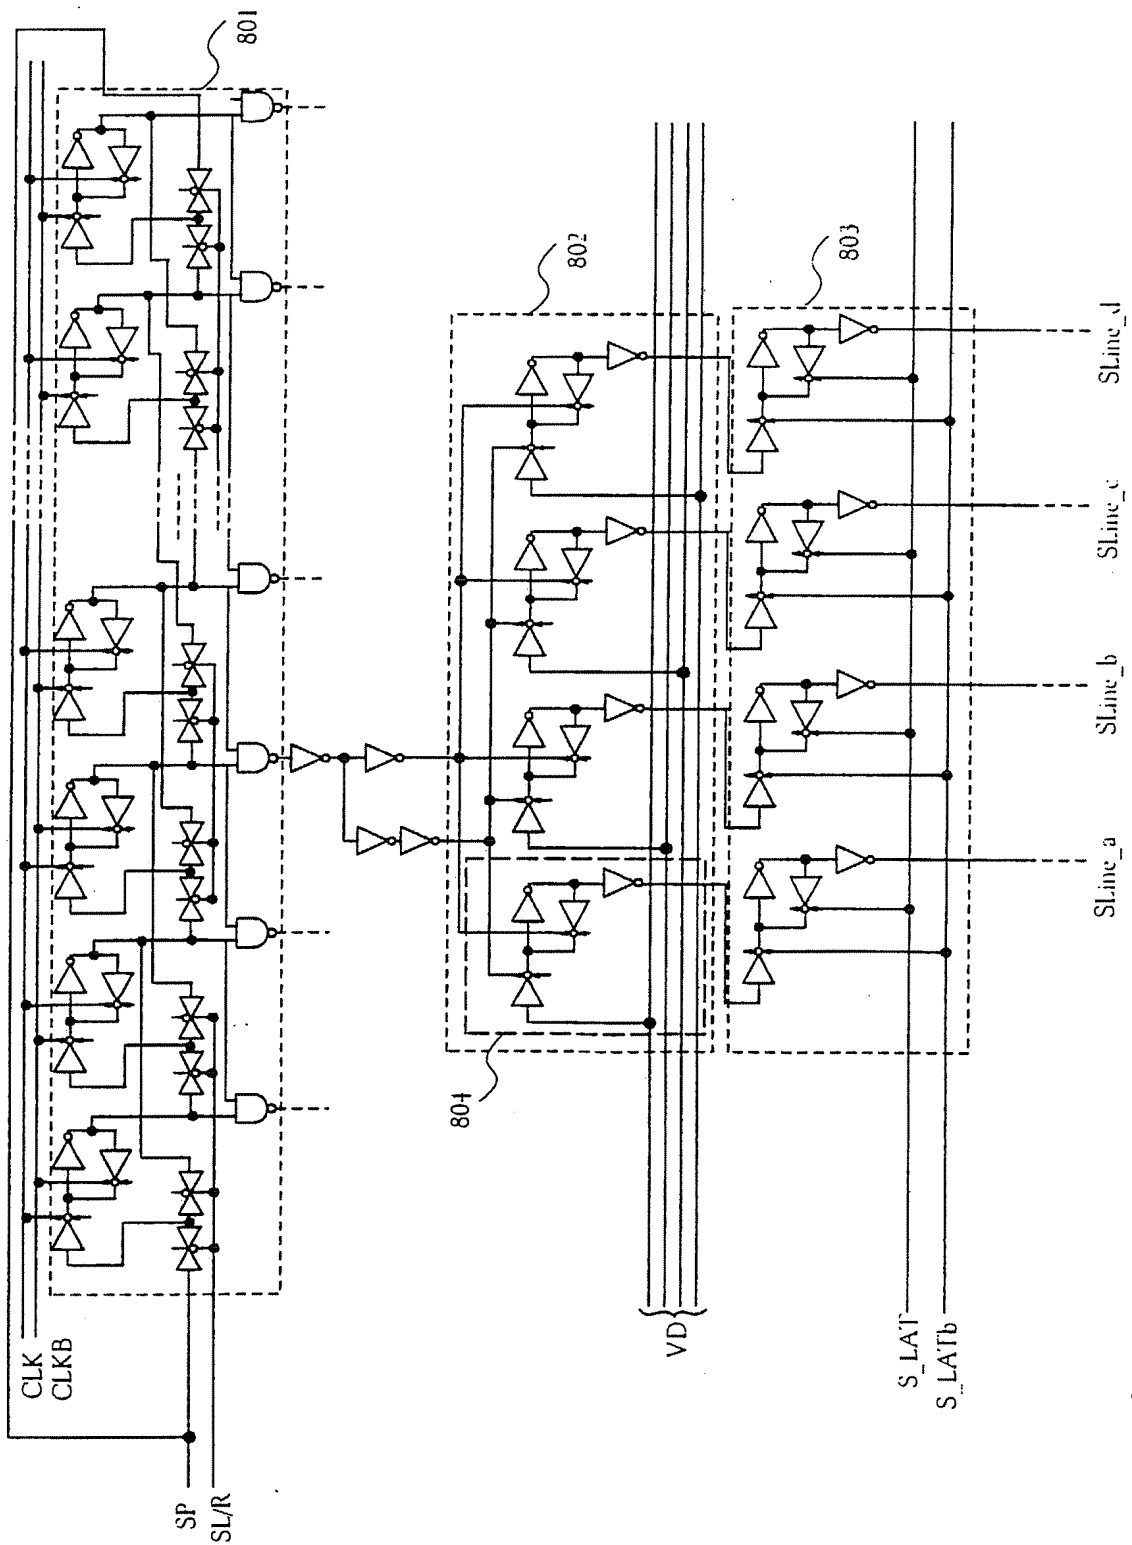 801
CLK
CLKB
SP
SL/R
802
804
VD
803
S_LAT
S_LATb
SLine_a
SLine_b
SLine_c
SLine_d